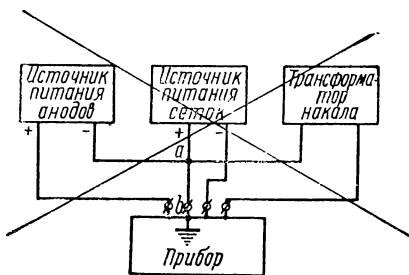 Источник
питания
анодов
Источник
питания
сеток
Трансформа-
тор
накала
+ - + -
a
b
Прибор